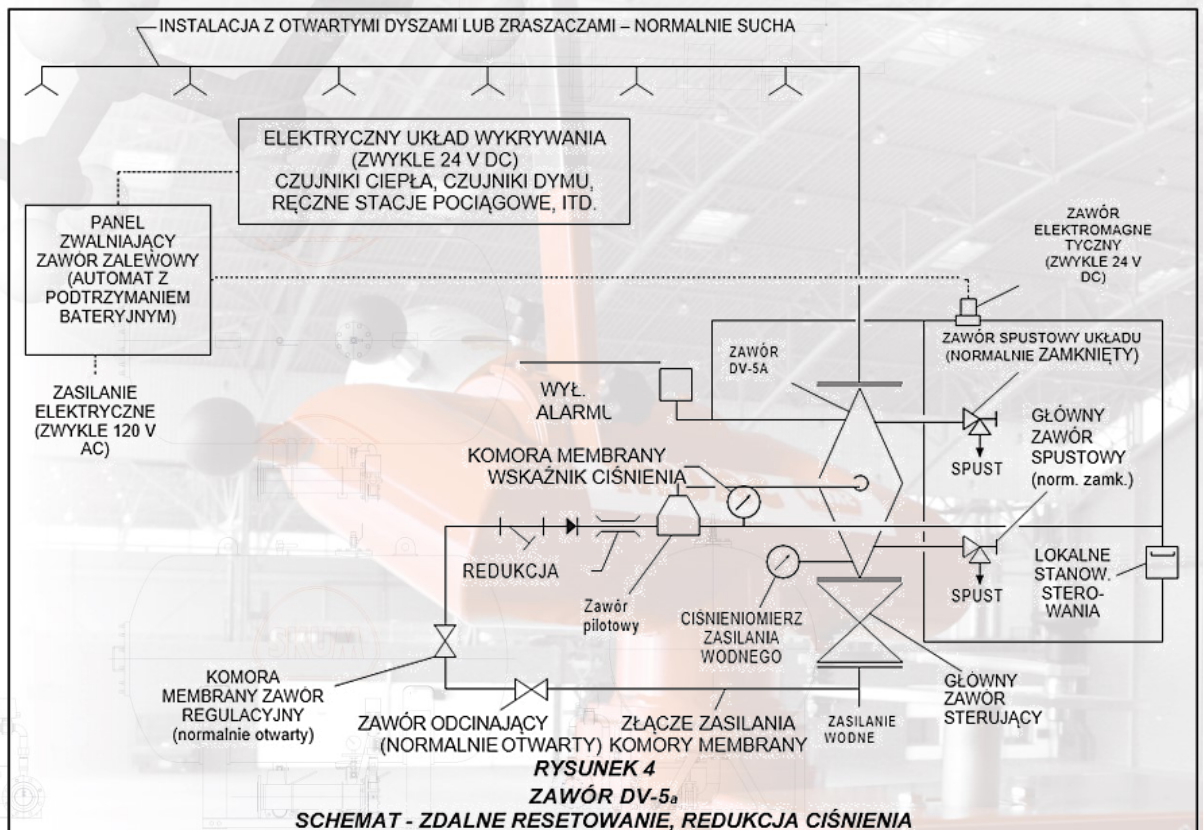 INSTALACJA Z OTWARTYMI DYSZAMI LUB ZRASZACZAMI – NORMALNIE SUCHA
ELEKTRYCZNY UKŁAD WYKRYWANIA
(ZWYKLE 24 V DC)
CZUJNIKI CIEPŁA, CZUJNIKI DYMU,
RĘCZNE STACJE POCIĄGOWE, ITD.
PANEL
ZWALNIAJĄCY
ZAWÓR ZALEWOWY
(AUTOMAT Z
PODTRZYMANIEM
BATERYJNYM)
ZASILANIE
ELEKTRYCZNE
(ZWYKLE 120 V
AC)
ZAWÓR
ELEKTROMAGNE
TYCZNY
(ZWYKLE 24 V
DC)
ZAWÓR SPUSTOWY UKŁADU
(NORMALNIE ZAMKNIĘTY)
ZAWÓR
DV-5A
WYŁ.
ALARMU
GŁÓWNY
ZAWÓR
SPUSTOWY
(norm. zamk.)
SPUST
KOMORA MEMBRANY
WSKAŹNIK CIŚNIENIA
REDUKCJA
Zawór
pilotowy
CIŚNIENIOMIERZ
ZASILANIA
WODNEGO
SPUST
LOKALNE
STANOW.
STERO-
WANIA
KOMORA
MEMBRANY ZAWÓR
REGULACYJNY
(normalnie otwarty)
ZAWÓR ODCINAJĄCY
(NORMALNIE OTWARTY)
ZŁĄCZE ZASILANIA
KOMORY MEMBRANY
ZASILANIE
WODNE
GŁÓWNY
ZAWÓR
STERUJĄCY
RYSUNEK 4
ZAWÓR DV-5a
SCHEMAT - ZDALNE RESETOWANIE, REDUKCJA CIŚNIENIA